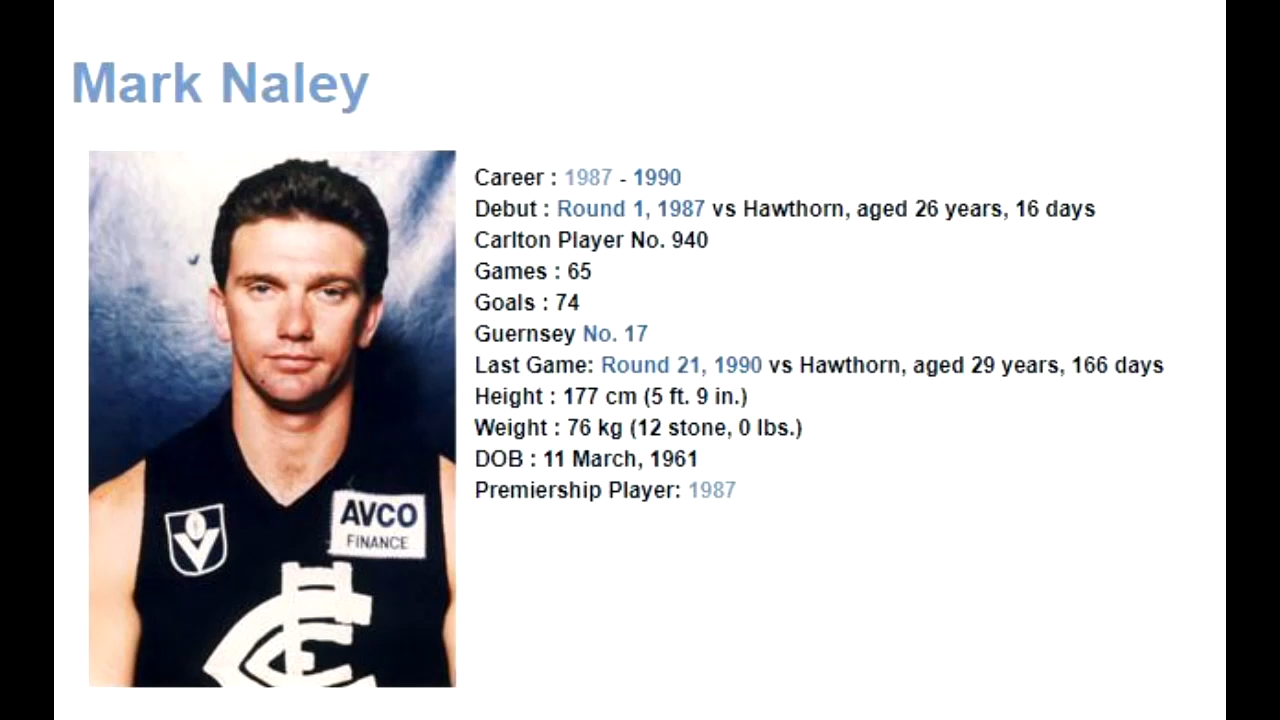 Mark Naley
Career : 1987 - 1990
Debut : Round 1, 1987 vs Hawthorn, aged 26 years, 16 days
Carlton Player No. 940
Games : 65
Goals : 74
Guernsey No. 17
Last Game: Round 21, 1990 vs Hawthorn, aged 29 years, 166 days
Height : 177 cm (5 ft. 9 in.)
Weight : 76 kg (12 stone, 0 lbs.)
DOB : 11 March, 1961
Premiership Player: 1987
AVCO
FINANCE